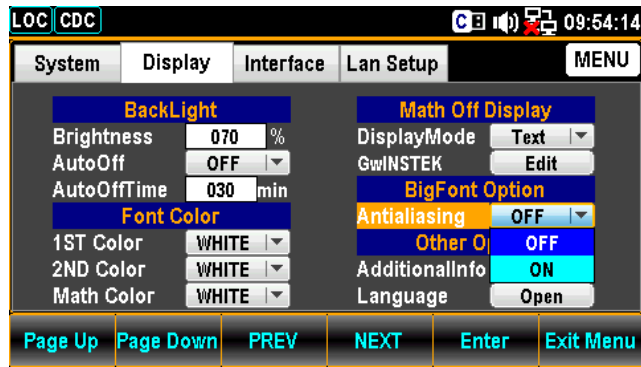 LOC CDC C 09:54:14
System Display Interface Lan Setup MENU
BackLight
Brightness 070 %
AutoOff OFF
AutoOffTime 030 min
Font Color
1ST Color WHITE
2ND Color WHITE
Math Color WHITE
Math Off Display
DisplayMode Text
GwINSTEK Edit
BigFont Option
Antialiasing OFF
OFF
ON
Other O
AdditionalInfo
Language Open
Page Up Page Down PREV NEXT Enter Exit Menu